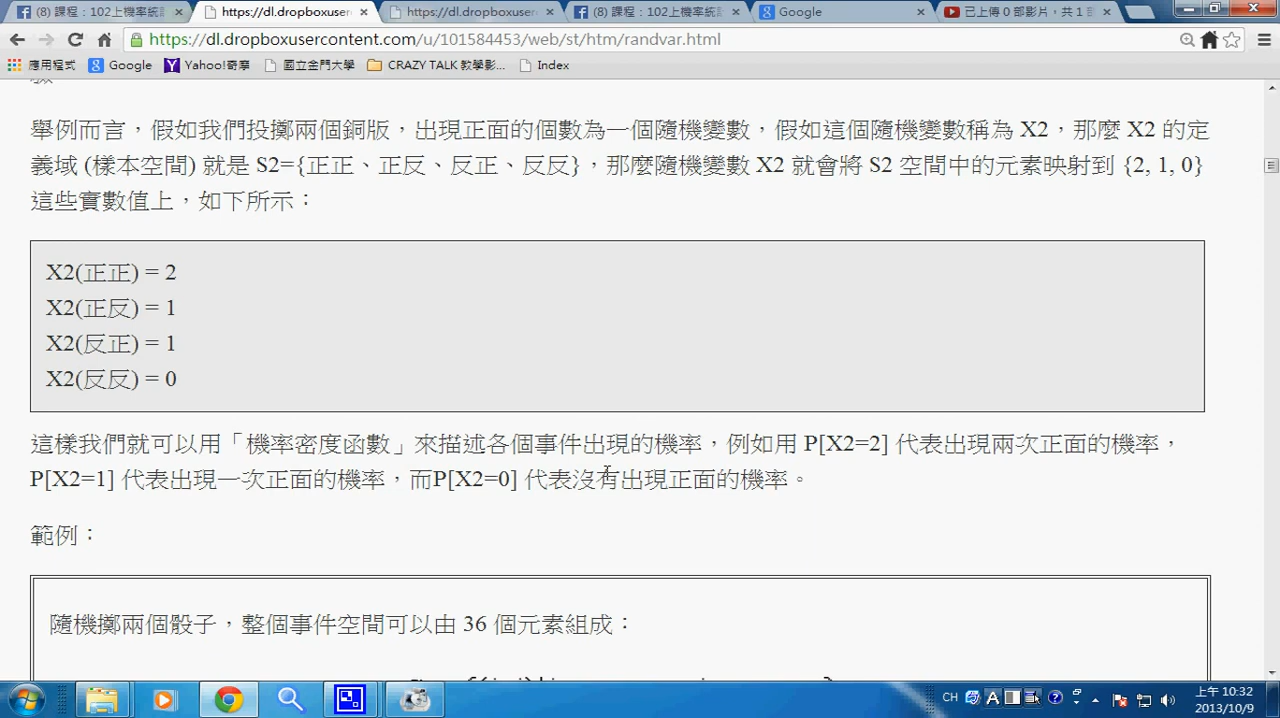 (8) 課程：102上機率統計
https://dl.dropboxuser
https://dl.dropboxuser
(8) 課程：102上機率統
Google
已上傳 0 部影片，共 1 部
https://dl.dropboxusercontent.com/u/101584453/web/st/htm/randvar.html
應用程式 Google Yahoo!奇摩 國立金門大學 CRAZY TALK 教學影... Index
舉例而言，假如我們投擲兩個銅版，出現正面的個數為一個隨機變數，假如這個隨機變數稱為 X2，那麼 X2 的定
義域 (樣本空間) 就是 S2={正正、正反、反正、反反}，那麼隨機變數 X2 就會將 S2 空間中的元素映射到 {2, 1, 0}
這些實數值上，如下所示：
X2(正正) = 2
X2(正反) = 1
X2(反正) = 1
X2(反反) = 0
這樣我們就可以用「機率密度函數」來描述各個事件出現的機率，例如用 P[X2=2] 代表出現兩次正面的機率，
P[X2=1] 代表出現一次正面的機率，而P[X2=0] 代表沒有出現正面的機率。
範例：
隨機擲兩個骰子，整個事件空間可以由 36 個元素組成：
CH A
上午 10:32
2013/10/9